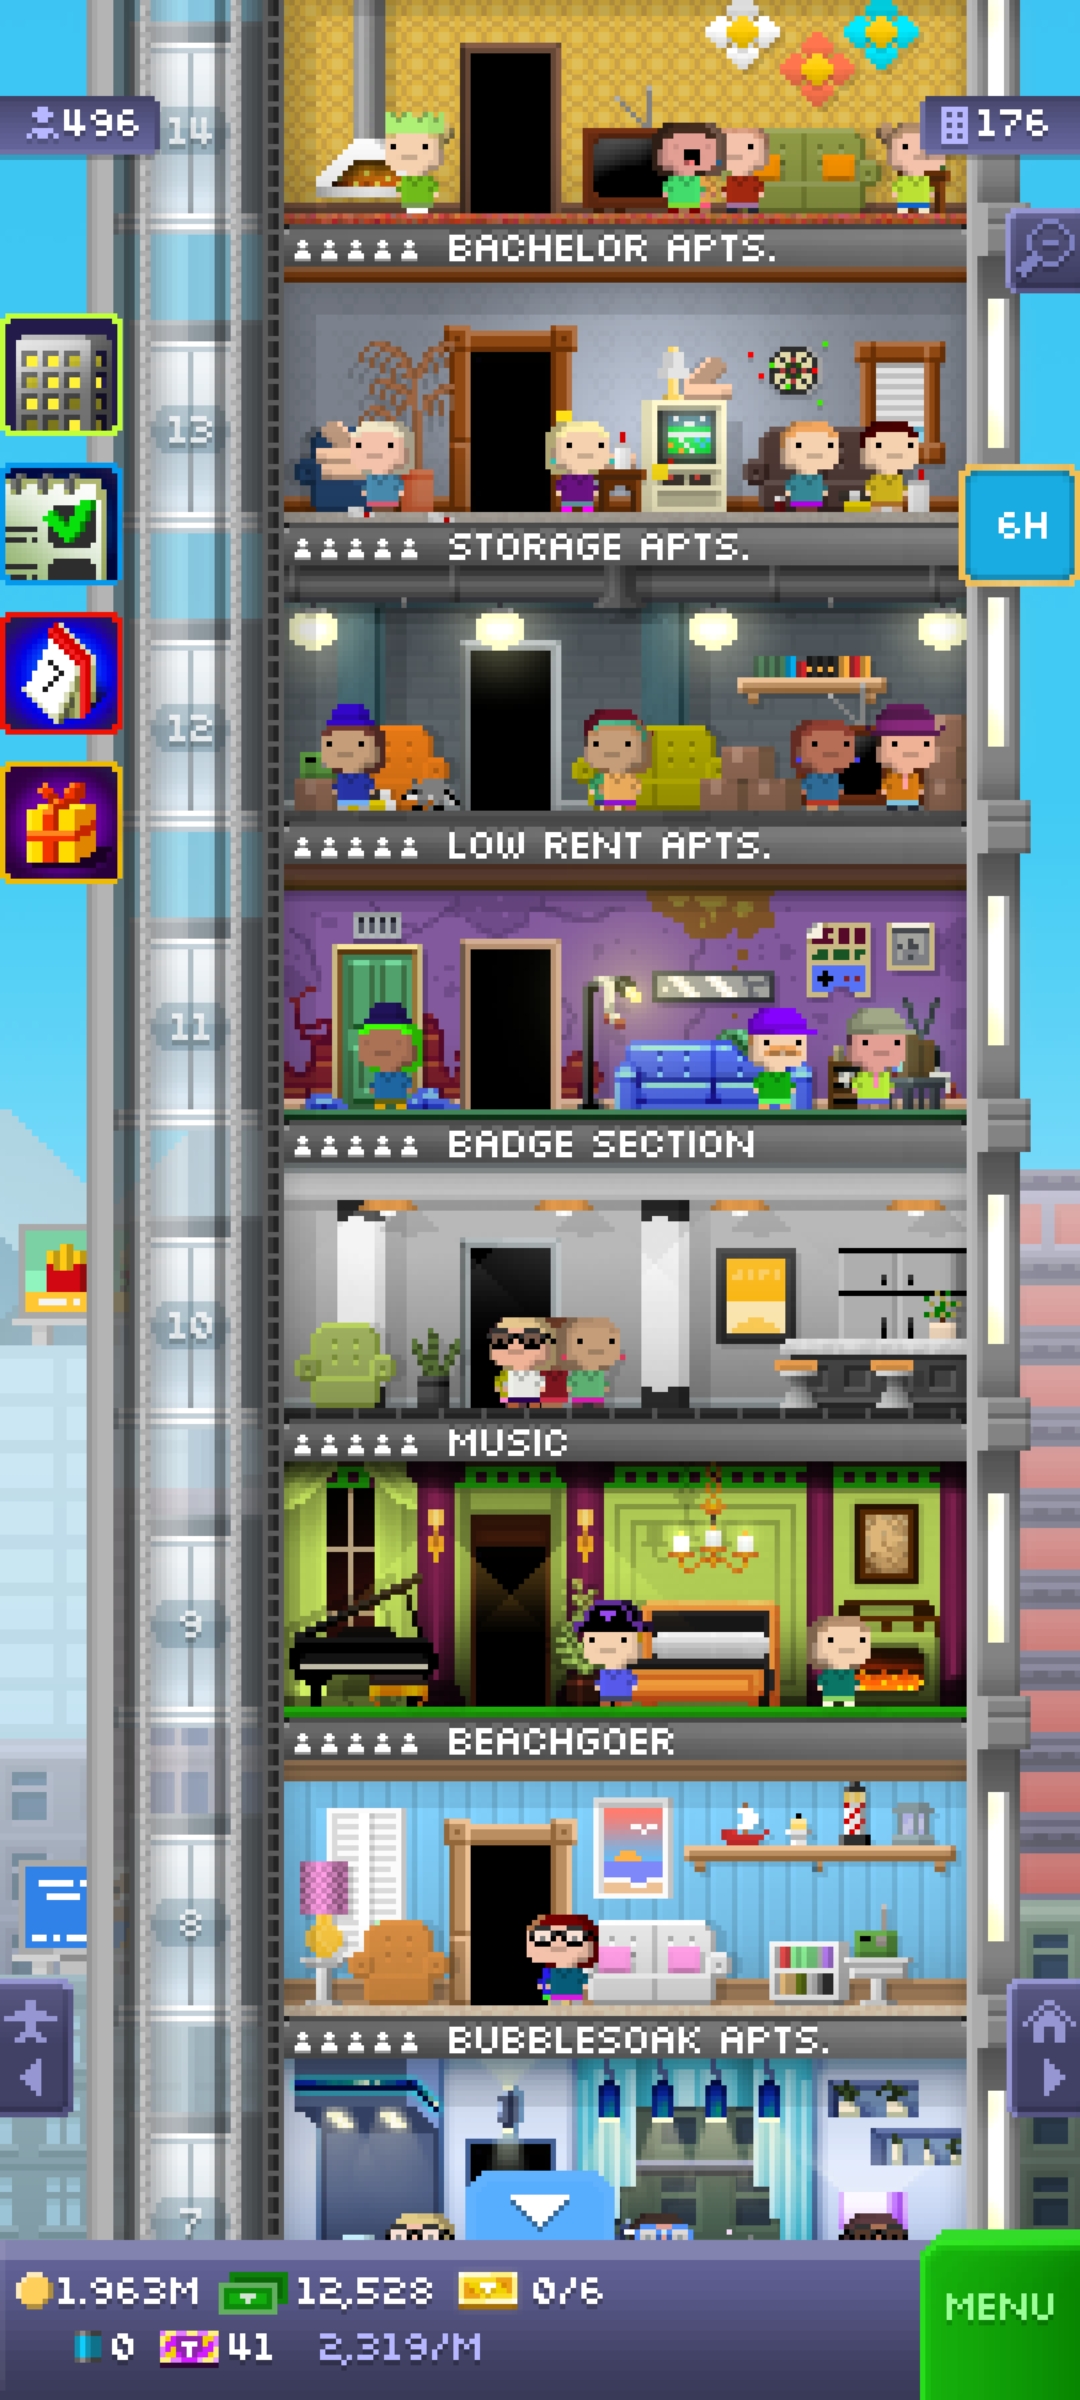 496
14
176
BACHELOR APTS.
13
6H
STORAGE APTS.
12
LOW RENT APTS.
11
BADGE SECTION
10
MUSIC
9
BEACHGOER
8
BUBBLESOAK APTS.
7
1.963M 12,528 0/6
0 T 41 2,319/M
MENU